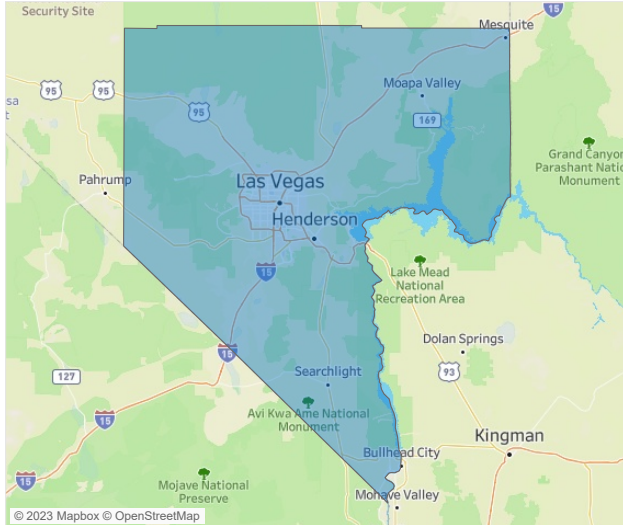 Security Site
15
Mesquite
95
95
95
Moapa Valley
169
sa
t
Grand Canyon
Parashant Natio
Monument
Pahrump
Las Vegas
Henderson
15
Lake Mead
National
Recreation Area
Dolan Springs
15
93
127
Searchlight
Avi Kwa Ame National
Monument
15
Kingman
Bullhead City
15
Mojave National
Preserve
Mohave Valley
© 2023 Mapbox © OpenStreetMap